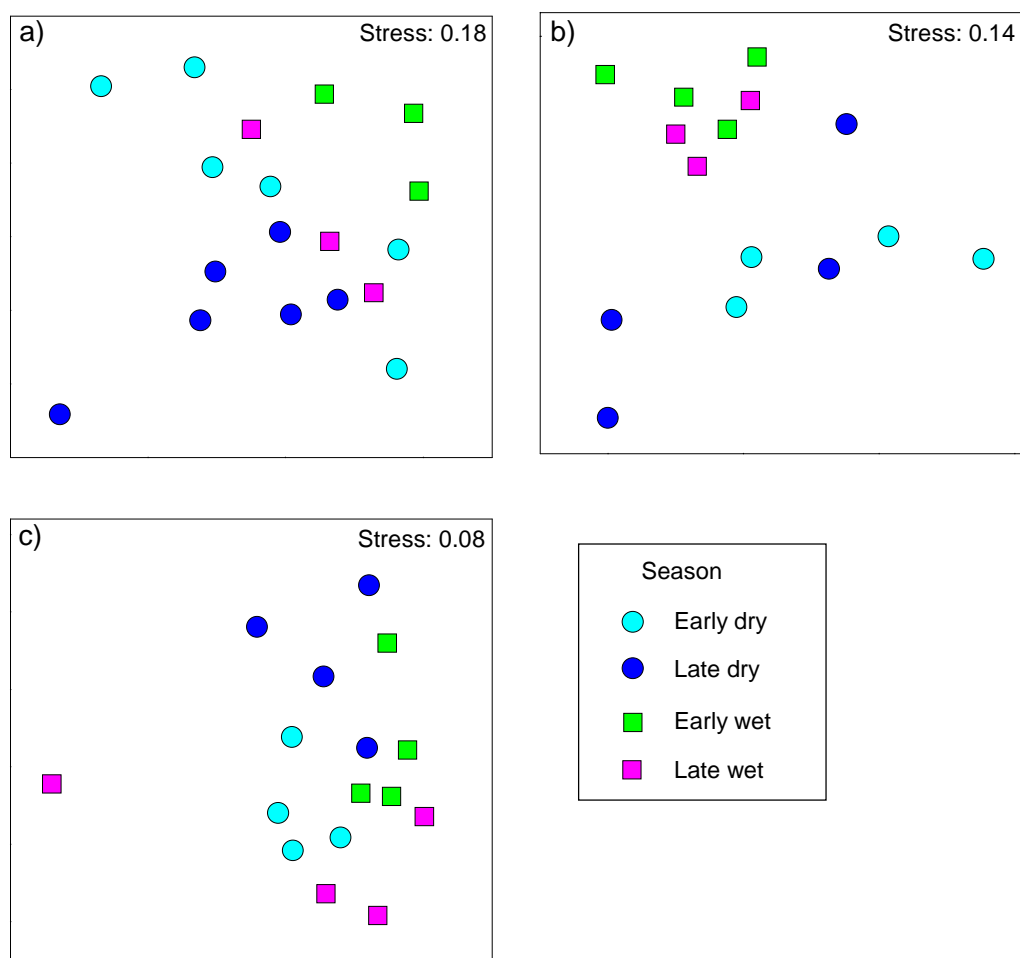 a)
Stress: 0.18
b)
Stress: 0.14
c)
Stress: 0.08
Season
Early dry
Late dry
Early wet
Late wet